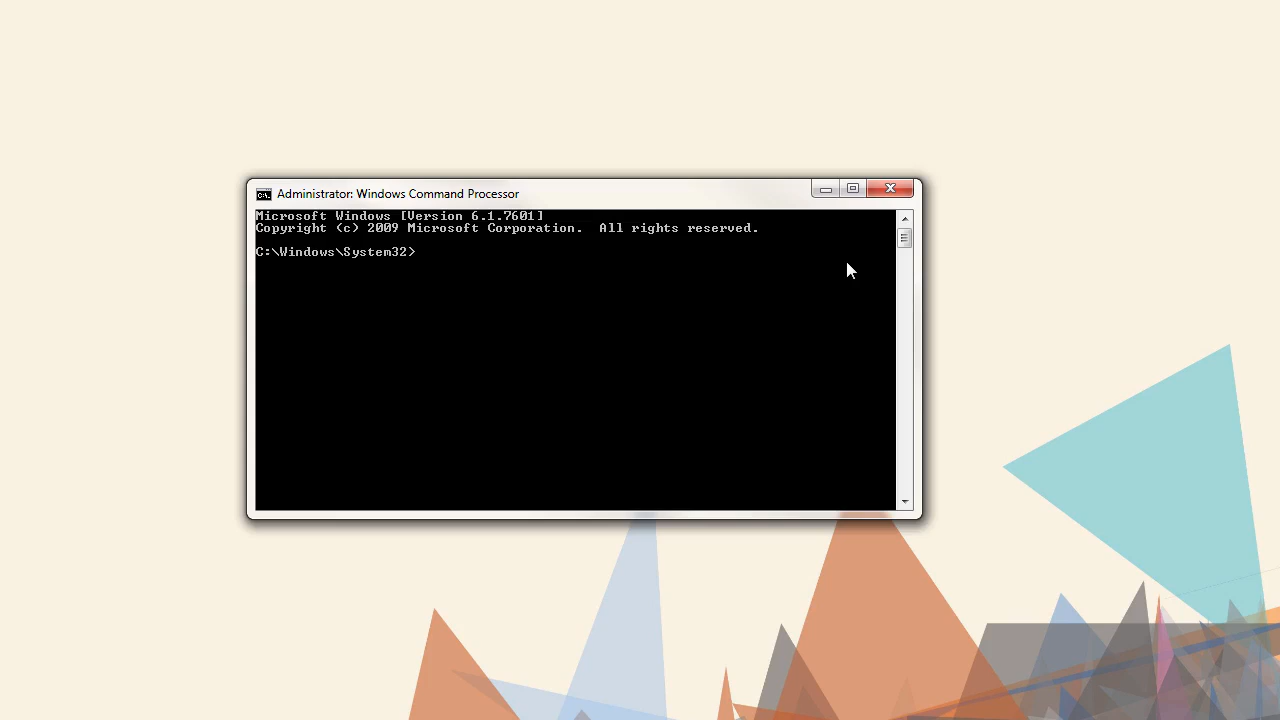 Administrator: Windows Command Processor
Microsoft Windows [Version 6.1.7601]
Copyright (c) 2009 Microsoft Corporation.  All rights reserved.
C:\Windows\System32>